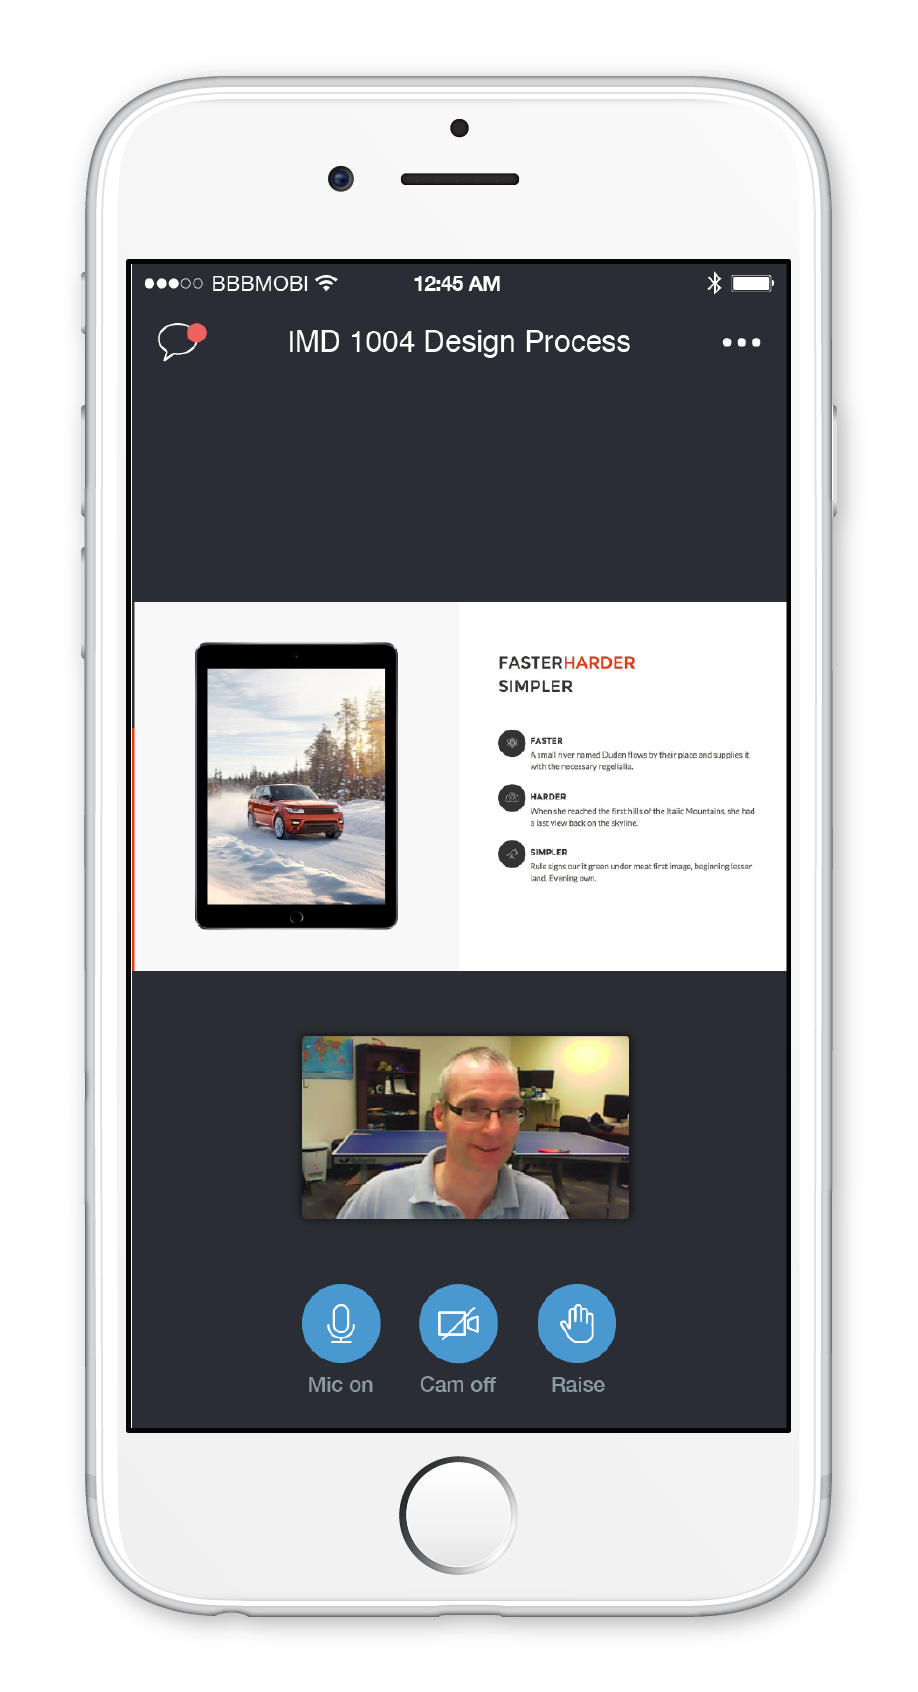 BBBMOBI 12:45 AM
IMD 1004 Design Process
FASTERHARDER
SIMPLER
FASTER
A small river named Duden flows by their place and supplies it
with the necessary regelialia.
HARDER
When she reached the first hills of the Italic Mountains, she had
a last view back on the skyline.
SIMPLER
Rule signs our it green under meat first image, beginning lesser
land. Evening own.
Mic on
Cam off
Raise